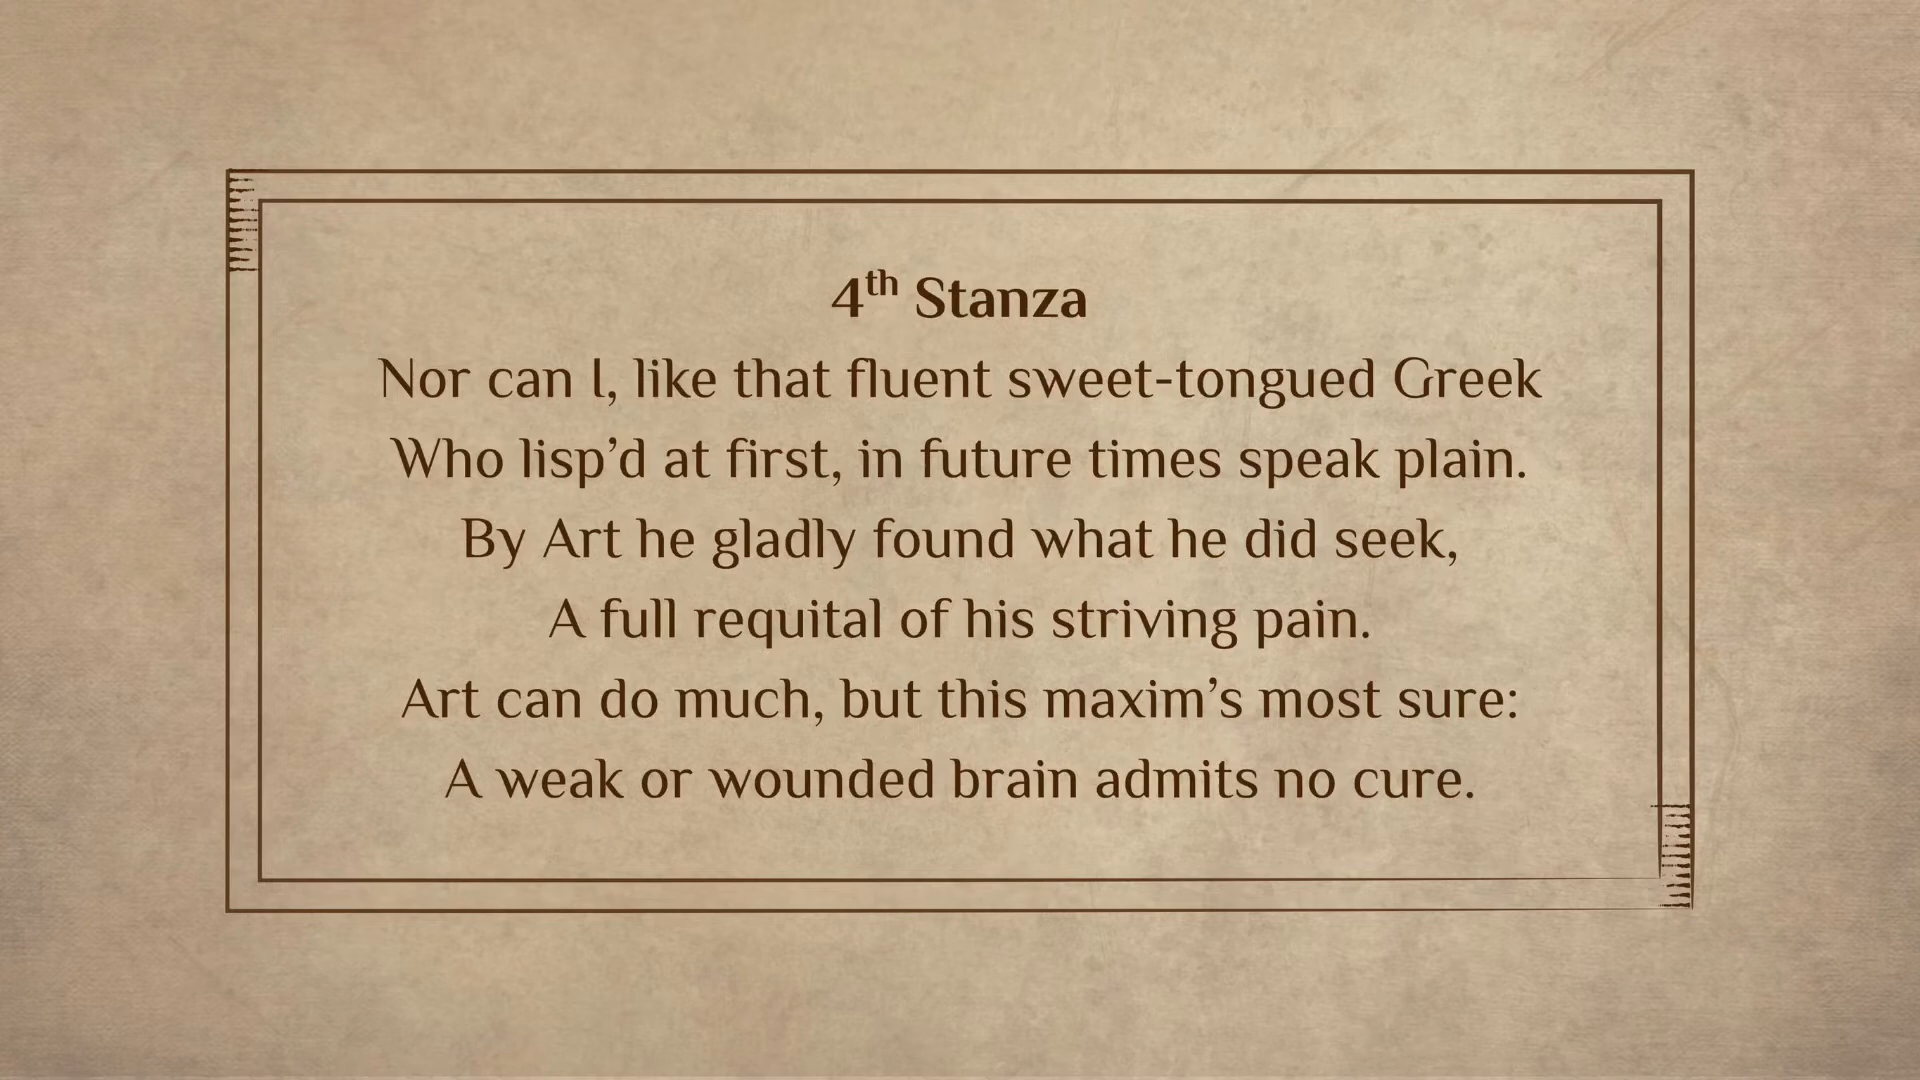 4th Stanza
Nor can I, like that fluent sweet-tongued Greek
Who lisp’d at first, in future times speak plain.
By Art he gladly found what he did seek,
A full requital of his striving pain.
Art can do much, but this maxim’s most sure:
A weak or wounded brain admits no cure.